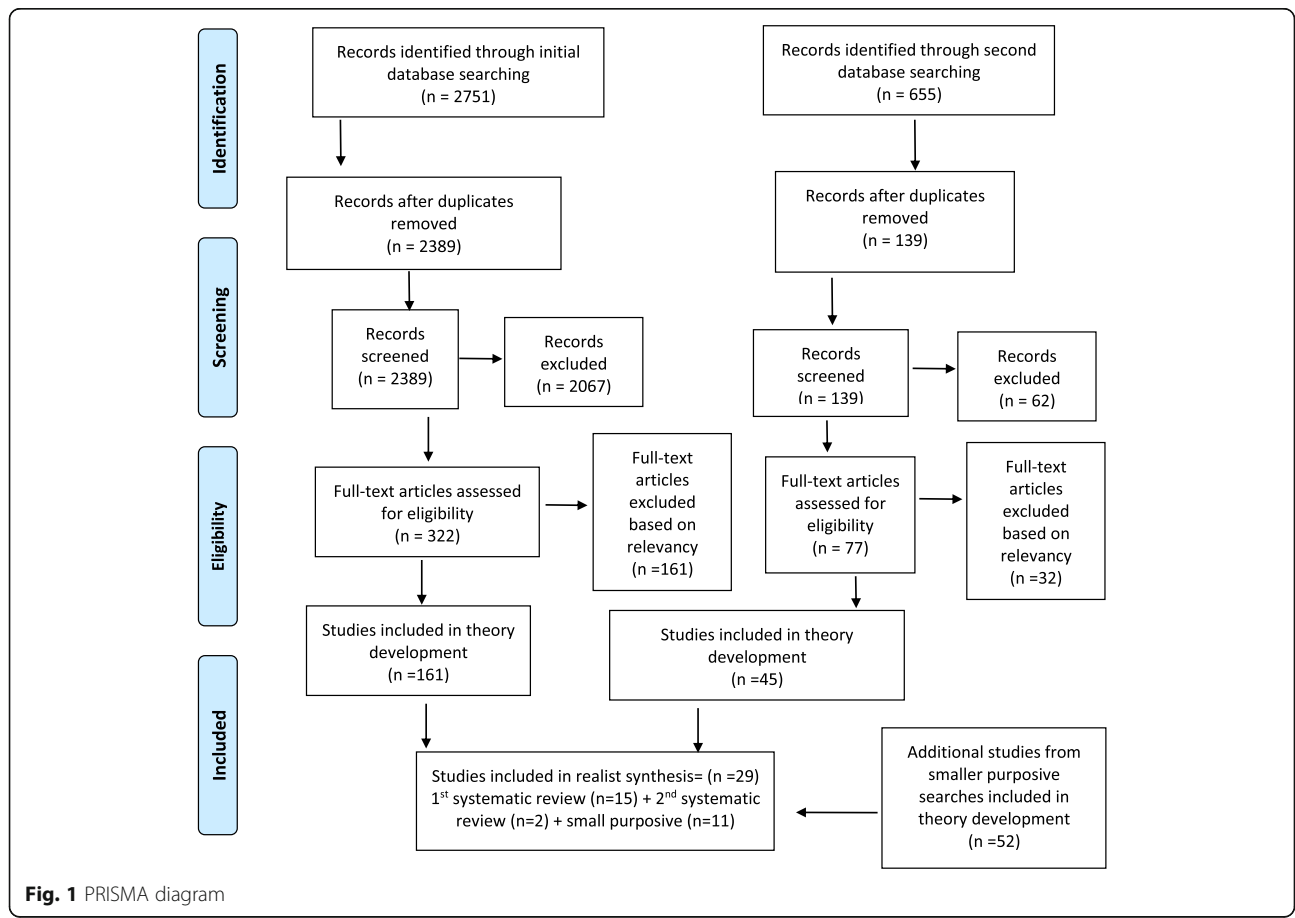 Identification
Records identified through initial
database searching
(n = 2751)
Records identified through second
database searching
(n = 655)
Records after duplicates
removed
(n = 2389)
Records after duplicates
removed
(n = 139)
Screening
Records
screened
(n = 2389)
Records
excluded
(n = 2067)
Records
screened
(n = 139)
Records
excluded
(n = 62)
Eligibility
Full-text articles assessed
for eligibility
(n = 322)
Full-text
articles
excluded
based on
relevancy
(n =161)
Full-text articles
assessed for
eligibility
(n = 77)
Full-text
articles
excluded
based on
relevancy
(n =32)
Included
Studies included in theory
development
(n =161)
Studies included in theory
development
(n =45)
Studies included in realist synthesis= (n =29)
1st systematic review (n=15) + 2nd systematic
review (n=2) + small purposive (n=11)
Additional studies from
smaller purposive
searches included in
theory development
(n =52)
Fig. 1 PRISMA diagram